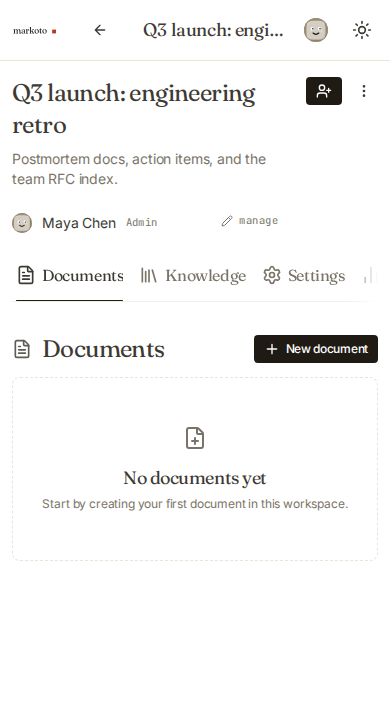 markoto
Q3 launch: engi...
Q3 launch: engineering
retro
Postmortem docs, action items, and the
team RFC index.
Maya Chen Admin manage
Documents Knowledge Settings
Documents
New document
No documents yet
Start by creating your first document in this workspace.